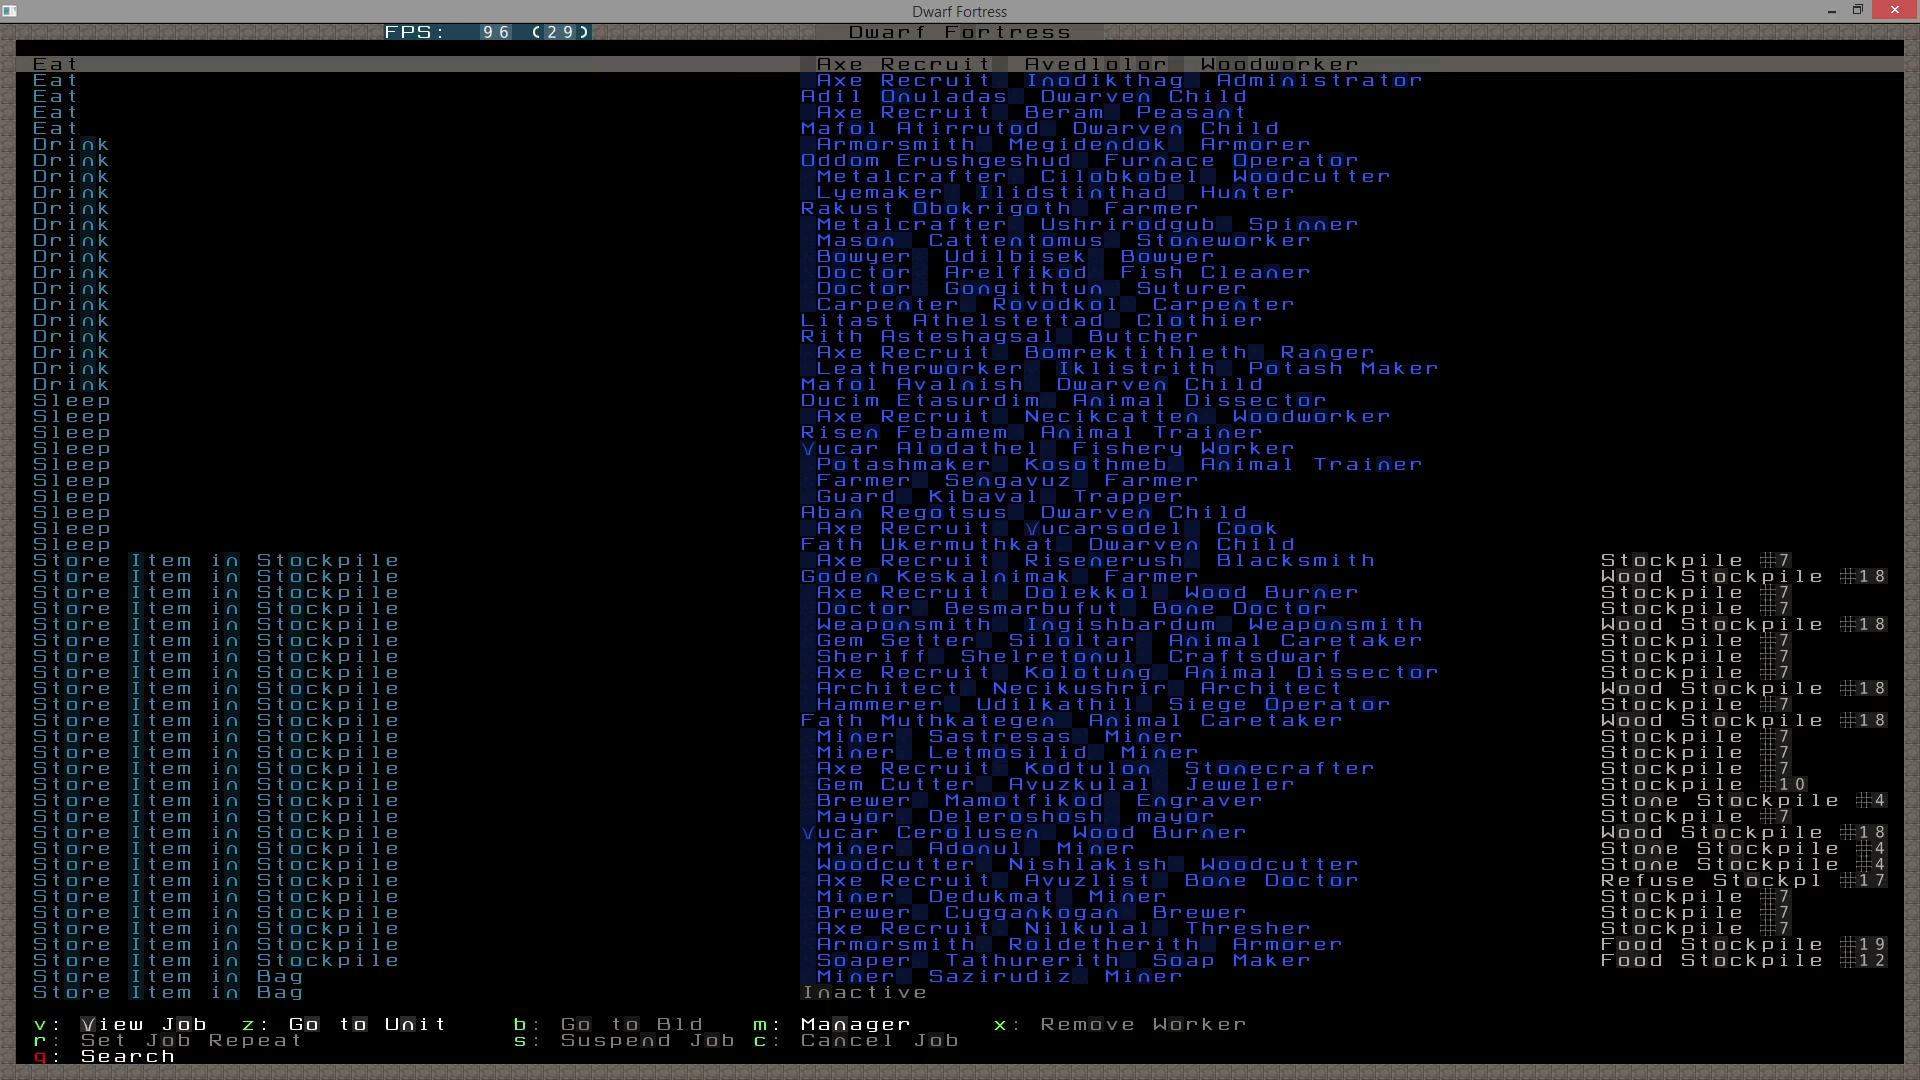 Dwarf Fortress
FPS: 96 (29) Dwarf Fortress
Eat `Axe Recruit' Avedlolor, Woodworker
Eat `Axe Recruit' Inodikthag, Administrator
Eat Adil Onuladas, Dwarven Child
Eat `Axe Recruit' Beram, Peasant
Eat Mafol Atirrutod, Dwarven Child
Drink `Armorsmith' Megidendok, Armorer
Drink Oddom Erushgeshud, Furnace Operator
Drink `Metalcrafter' Cilobkobel, Woodcutter
Drink `Lyemaker' Ilidstinthad, Hunter
Drink Rakust Obokrigoth, Farmer
Drink `Metalcrafter' Ushrirodgub, Spinner
Drink `Mason' Cattentomus, Stoneworker
Drink `Bowyer' Udilbisek, Bowyer
Drink `Doctor' Arelfikod, Fish Cleaner
Drink `Doctor' Gongithtun, Suturer
Drink `Carpenter' Rovodkol, Carpenter
Drink Litast Athelstettad, Clothier
Drink Rith Asteshagsal, Butcher
Drink `Axe Recruit' Bomrektithleth, Ranger
Drink `Leatherworker' Iklistrith, Potash Maker
Drink Mafol Avalnish, Dwarven Child
Sleep Ducim Etasurdim, Animal Dissector
Sleep `Axe Recruit' Necikcatten, Woodworker
Sleep Risen Febamem, Animal Trainer
Sleep Vucar Alodathel, Fishery Worker
Sleep `Potashmaker' Kosothmeb, Animal Trainer
Sleep `Farmer' Sengavuz, Farmer
Sleep `Guard' Kibaval, Trapper
Sleep Aban Regotsus, Dwarven Child
Sleep `Axe Recruit' Vucarsodel, Cook
Sleep Fath Ukermuthkat, Dwarven Child
Store Item in Stockpile `Axe Recruit' Risenerush, Blacksmith Stockpile #7
Store Item in Stockpile Goden Keskalnimak, Farmer Wood Stockpile #18
Store Item in Stockpile `Axe Recruit' Dolekkol, Wood Burner Stockpile #7
Store Item in Stockpile `Doctor' Besmarbufut, Bone Doctor Stockpile #7
Store Item in Stockpile `Weaponsmith' Ingishbardum, Weaponsmith Wood Stockpile #18
Store Item in Stockpile `Gem Setter' Siloltar, Animal Caretaker Stockpile #7
Store Item in Stockpile `Sheriff' Shelretonul, Craftsdwarf Stockpile #7
Store Item in Stockpile `Axe Recruit' Kolotung, Animal Dissector Stockpile #7
Store Item in Stockpile `Architect' Necikushrir, Architect Wood Stockpile #18
Store Item in Stockpile `Hammerer' Udilkathil, Siege Operator Stockpile #7
Store Item in Stockpile Fath Muthkategen, Animal Caretaker Wood Stockpile #18
Store Item in Stockpile `Miner' Sastresas, Miner Stockpile #7
Store Item in Stockpile `Miner' Letmosilid, Miner Stockpile #7
Store Item in Stockpile `Axe Recruit' Kodtulon, Stonecrafter Stockpile #7
Store Item in Stockpile `Gem Cutter' Avuzkulal, Jeweler Stockpile #10
Store Item in Stockpile `Brewer' Mamotfikod, Engraver Stone Stockpile #4
Store Item in Stockpile `Mayor' Deleroshosh, mayor Stockpile #7
Store Item in Stockpile Vucar Cerolusen, Wood Burner Wood Stockpile #18
Store Item in Stockpile `Miner' Adonul, Miner Stone Stockpile #4
Store Item in Stockpile `Woodcutter' Nishlakish, Woodcutter Stone Stockpile #4
Store Item in Stockpile `Axe Recruit' Avuzlist, Bone Doctor Refuse Stockpl #17
Store Item in Stockpile `Miner' Dedukmat, Miner Stockpile #7
Store Item in Stockpile `Brewer' Cuggankogan, Brewer Stockpile #7
Store Item in Stockpile `Axe Recruit' Nilkulal, Thresher Stockpile #7
Store Item in Stockpile `Armorsmith' Roldetherith, Armorer Food Stockpile #19
Store Item in Stockpile `Soaper' Tathurerith, Soap Maker Food Stockpile #12
Store Item in Bag `Miner' Sazirudiz, Miner
Store Item in Bag Inactive
v: View Job z: Go to Unit b: Go to Bld m: Manager x: Remove Worker
r: Set Job Repeat s: Suspend Job c: Cancel Job
q: Search